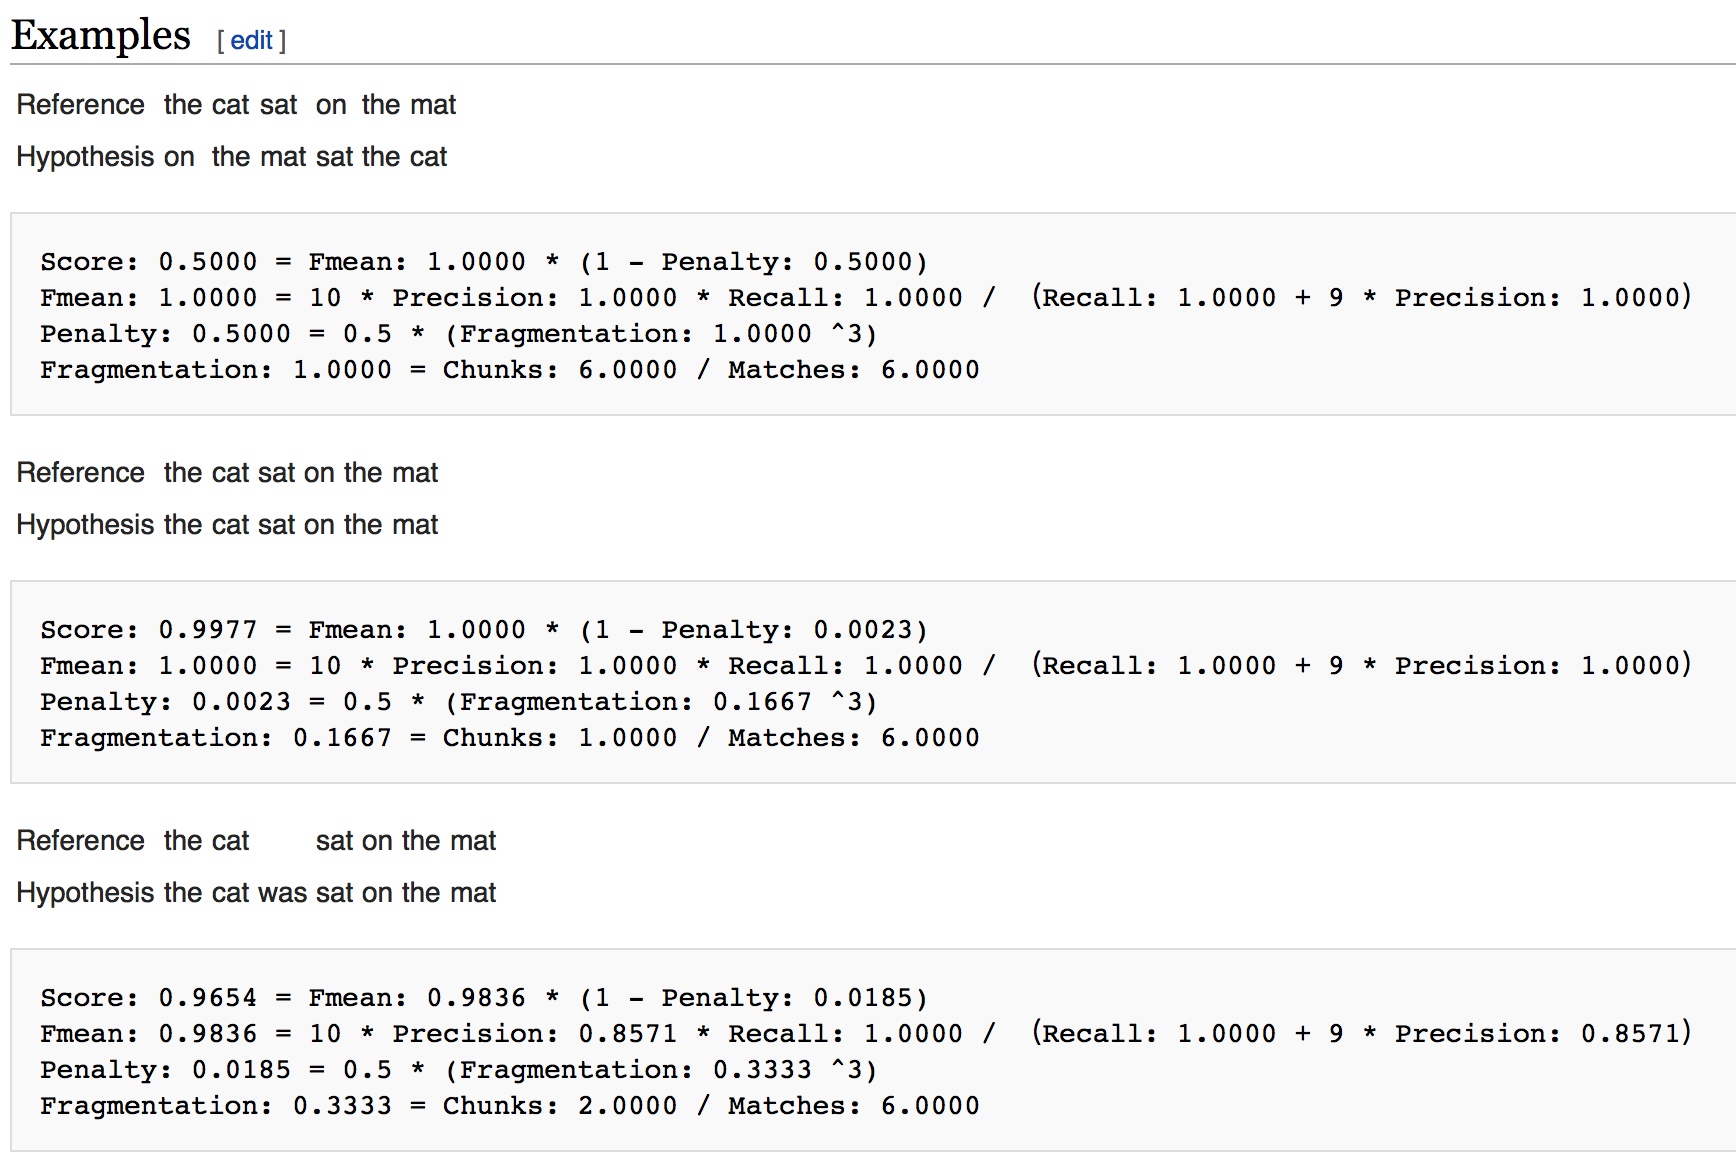 Examples [ edit ]
Reference the cat sat on the mat
Hypothesis on the mat sat the cat
Score: 0.5000 = Fmean: 1.0000 * (1 − Penalty: 0.5000)
Fmean: 1.0000 = 10 * Precision: 1.0000 * Recall: 1.0000 / (Recall: 1.0000 + 9 * Precision: 1.0000)
Penalty: 0.5000 = 0.5 * (Fragmentation: 1.0000 ^3)
Fragmentation: 1.0000 = Chunks: 6.0000 / Matches: 6.0000
Reference the cat sat on the mat
Hypothesis the cat sat on the mat
Score: 0.9977 = Fmean: 1.0000 * (1 − Penalty: 0.0023)
Fmean: 1.0000 = 10 * Precision: 1.0000 * Recall: 1.0000 / (Recall: 1.0000 + 9 * Precision: 1.0000)
Penalty: 0.0023 = 0.5 * (Fragmentation: 0.1667 ^3)
Fragmentation: 0.1667 = Chunks: 1.0000 / Matches: 6.0000
Reference the cat sat on the mat
Hypothesis the cat was sat on the mat
Score: 0.9654 = Fmean: 0.9836 * (1 − Penalty: 0.0185)
Fmean: 0.9836 = 10 * Precision: 0.8571 * Recall: 1.0000 / (Recall: 1.0000 + 9 * Precision: 0.8571)
Penalty: 0.0185 = 0.5 * (Fragmentation: 0.3333 ^3)
Fragmentation: 0.3333 = Chunks: 2.0000 / Matches: 6.0000